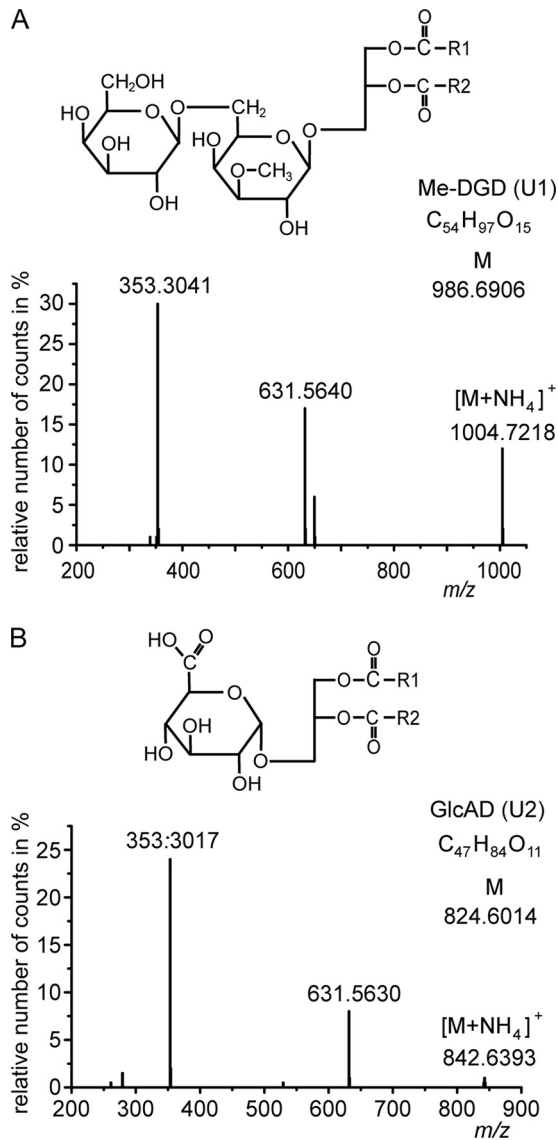 A
CH₂OH
HO
O
O
CH₂
OH
OH
OH
HO
O
O
O–CH₃
OH
O
O–C–R1
O–C–R2
O
Me-DGD (U1)
C₅₄H₉₇O₁₅
M
986.6906
[M+NH₄]⁺
1004.7218
353.3041
631.5640
relative number of counts in %
30
25
20
15
10
5
0
200 400 600 800 1000
m/z
B
HO
O
C
O
OH
HO
OH
O
O
O–C–R1
O–C–R2
O
GlcAD (U2)
C₄₇H₈₄O₁₁
M
824.6014
[M+NH₄]⁺
842.6393
353.3017
631.5630
relative number of counts in %
25
20
15
10
5
0
200 300 400 500 600 700 800 900
m/z